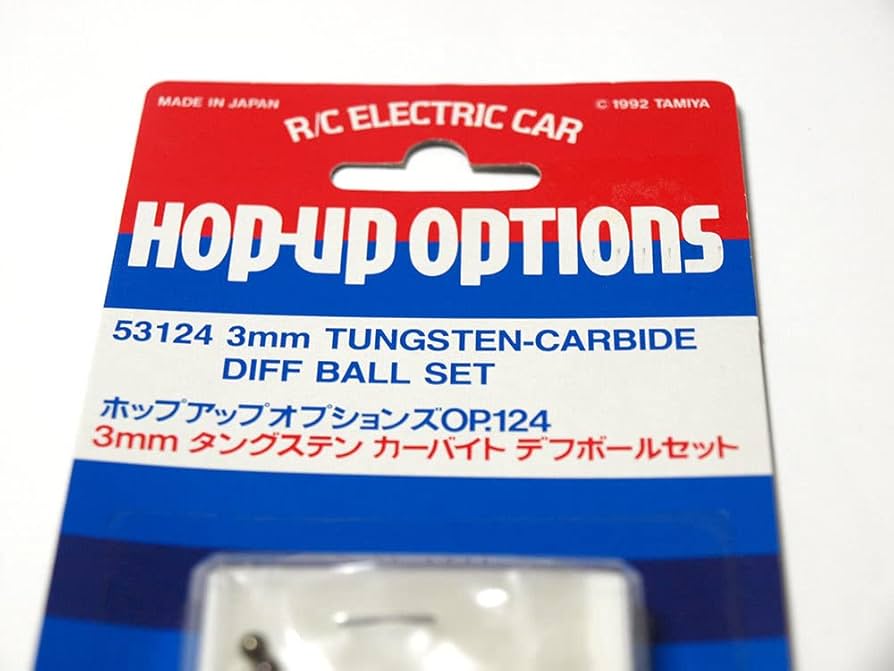 MADE IN JAPAN
© 1992 TAMIYA
R/C ELECTRIC CAR
HOP-UP OPTIONS
53124 3mm TUNGSTEN-CARBIDE
DIFF BALL SET
ホップアップオプションズOP.124
3mm タングステン カーバイト デフボールセット